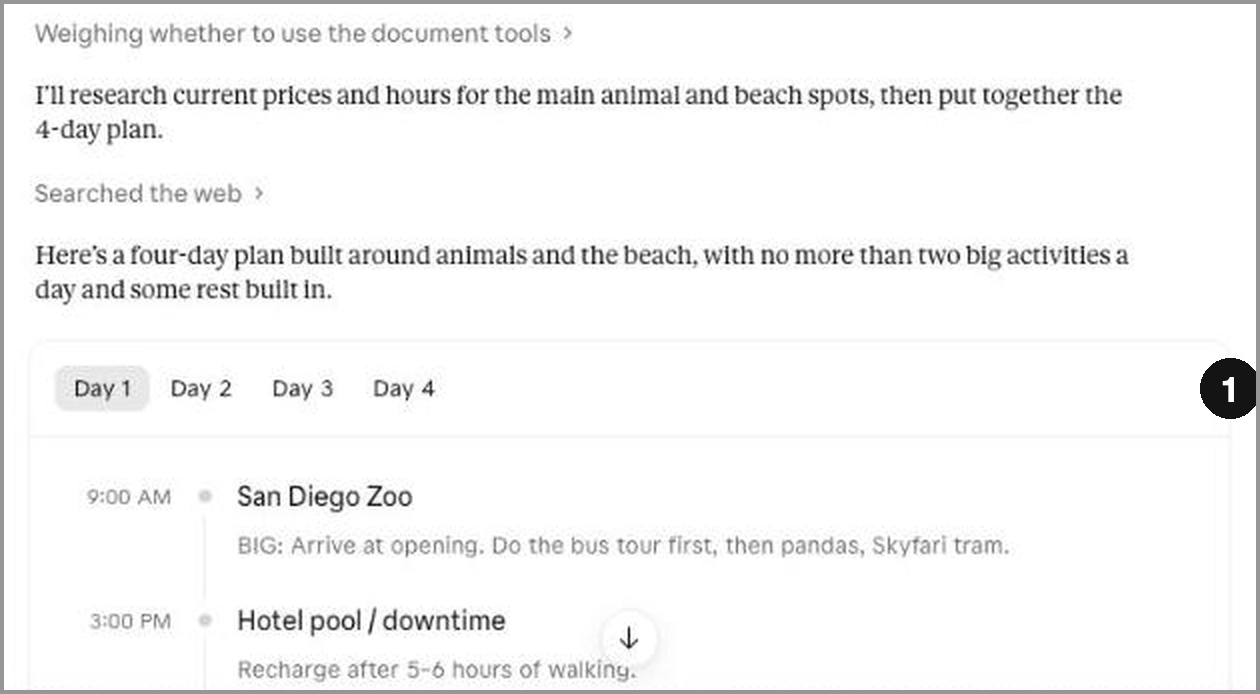 Weighing whether to use the document tools >
I'll research current prices and hours for the main animal and beach spots, then put together the
4-day plan.
Searched the web >
Here's a four-day plan built around animals and the beach, with no more than two big activities a
day and some rest built in.
Day 1 Day 2 Day 3 Day 4
1
9:00 AM San Diego Zoo
BIG: Arrive at opening. Do the bus tour first, then pandas, Skyfari tram.
3:00 PM Hotel pool / downtime
Recharge after 5-6 hours of walking.